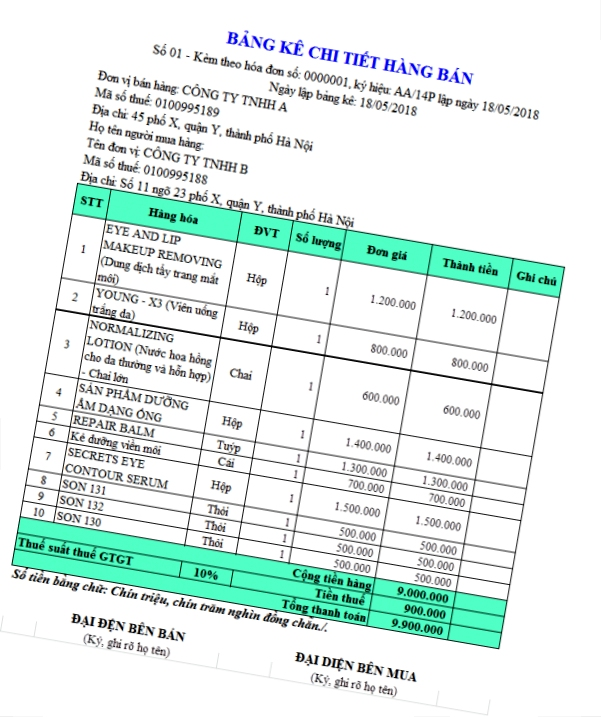 BẢNG KÊ CHI TIẾT HÀNG BÁN
Số 01 - Kèm theo hóa đơn số: 0000001, ký hiệu: AA/14P lập ngày 18/05/2018
Ngày lập bảng kê: 18/05/2018
Đơn vị bán hàng: CÔNG TY TNHH A
Mã số thuế: 0100995189
Địa chỉ: 45 phố X, quận Y, thành phố Hà Nội
Họ tên người mua hàng:
Tên đơn vị: CÔNG TY TNHH B
Mã số thuế: 0100995188
Địa chỉ: Số 11 ngõ 23 phố X, quận Y, thành phố Hà Nội
STT Hàng hóa ĐVT Số lượng Đơn giá Thành tiền Ghi chú
1 EYE AND LIP MAKEUP REMOVING (Dung dịch tẩy trang mắt môi) Hộp 1 1.200.000 1.200.000
2 YOUNG - X3 (Viên uống trắng da) Hộp 1 800.000 800.000
3 NORMALIZING LOTION (Nước hoa hồng cho da thường và hỗn hợp) - Chai lớn Chai 1 600.000 600.000
4 SẢN PHẨM DƯỠNG ẨM DẠNG ỐNG Hộp 1 1.400.000 1.400.000
5 REPAIR BALM Tuýp 1 1.300.000 1.300.000
6 Kẻ dưỡng viền môi Cái 1 700.000 700.000
7 SECRETS EYE CONTOUR SERUM Hộp 1 1.500.000 1.500.000
8 SON 131 Thỏi 1 500.000 500.000
9 SON 132 Thỏi 1 500.000 500.000
10 SON 130 Thỏi 1 500.000 500.000
Cộng tiền hàng 9.000.000
Thuế suất thuế GTGT 10% Tiền thuế 900.000
Tổng thanh toán 9.900.000
Số tiền bằng chữ: Chín triệu, chín trăm nghìn đồng chẵn./.
ĐẠI ĐỆN BÊN BÁN
(Ký, ghi rõ họ tên)
ĐẠI DIỆN BÊN MUA
(Ký, ghi rõ họ tên)